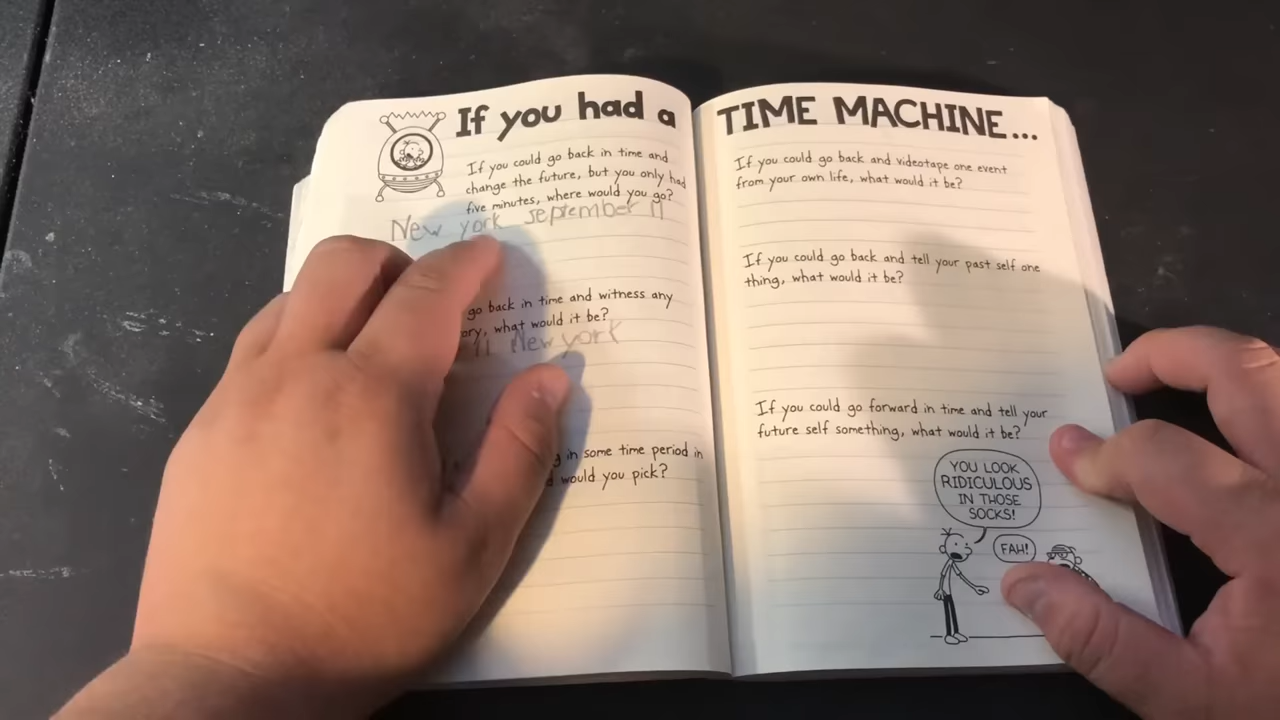 If you had a
If you could go back in time and
change the future, but you only had
five minutes, where would you go?
New york september 11
go back in time and witness any
ory, what would it be?
11 New york
in some time period in
would you pick?
TIME MACHINE...
If you could go back and videotape one event
from your own life, what would it be?
If you could go back and tell your past self one
thing, what would it be?
If you could go forward in time and tell your
future self something, what would it be?
YOU LOOK
RIDICULOUS
IN THOSE
SOCKS!
FAH!